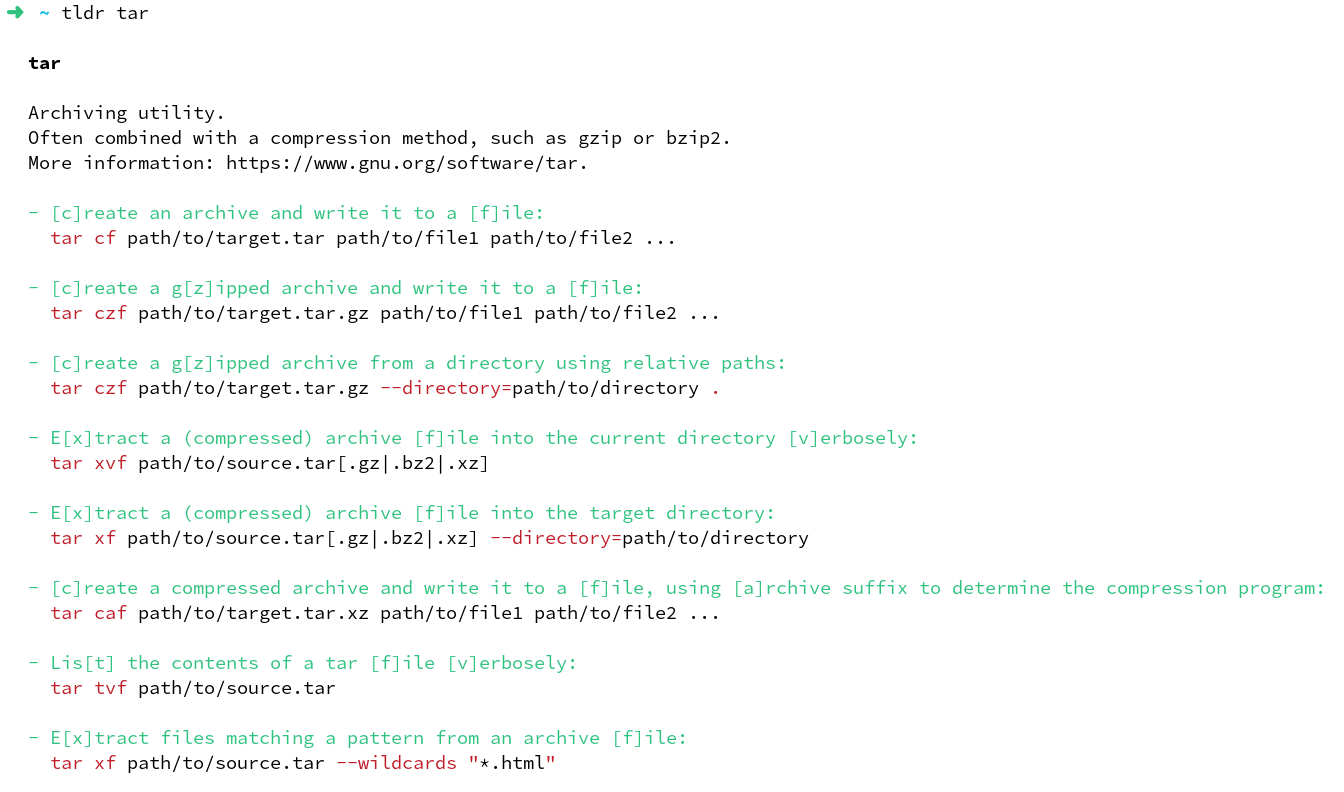 ➜ ~ tldr tar
tar
Archiving utility.
Often combined with a compression method, such as gzip or bzip2.
More information: https://www.gnu.org/software/tar.
- [c]reate an archive and write it to a [f]ile:
tar cf path/to/target.tar path/to/file1 path/to/file2 ...
- [c]reate a g[z]ipped archive and write it to a [f]ile:
tar czf path/to/target.tar.gz path/to/file1 path/to/file2 ...
- [c]reate a g[z]ipped archive from a directory using relative paths:
tar czf path/to/target.tar.gz --directory=path/to/directory .
- E[x]tract a (compressed) archive [f]ile into the current directory [v]erbosely:
tar xvf path/to/source.tar[.gz|.bz2|.xz]
- E[x]tract a (compressed) archive [f]ile into the target directory:
tar xf path/to/source.tar[.gz|.bz2|.xz] --directory=path/to/directory
- [c]reate a compressed archive and write it to a [f]ile, using [a]rchive suffix to determine the compression program:
tar caf path/to/target.tar.xz path/to/file1 path/to/file2 ...
- Lis[t] the contents of a tar [f]ile [v]erbosely:
tar tvf path/to/source.tar
- E[x]tract files matching a pattern from an archive [f]ile:
tar xf path/to/source.tar --wildcards "*.html"